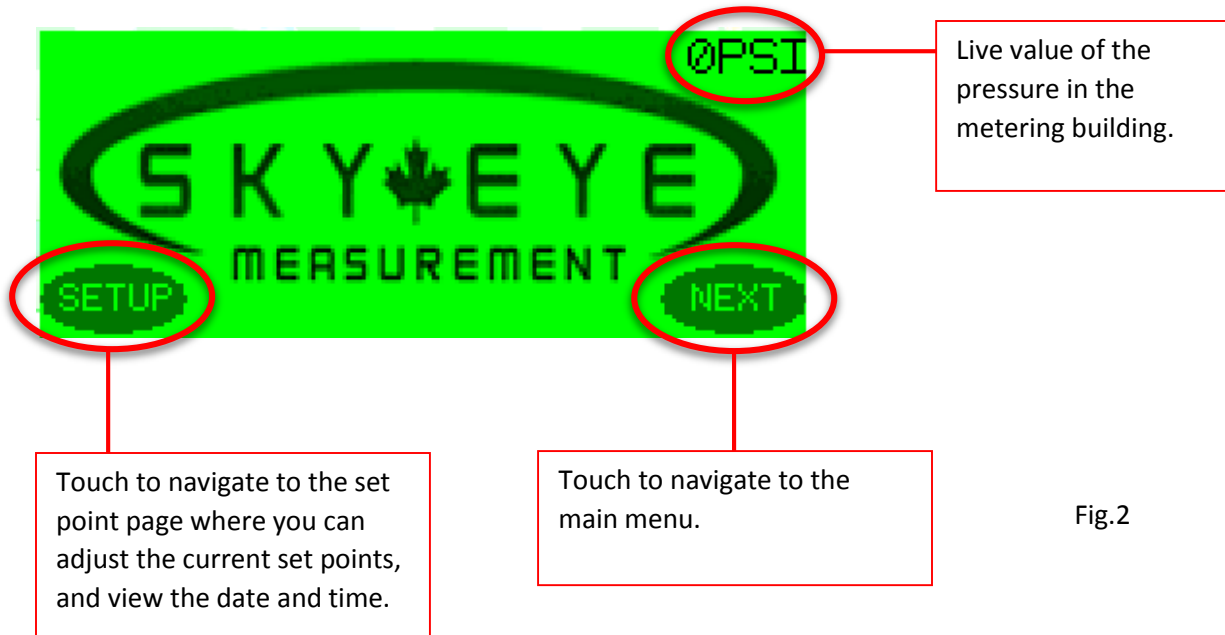 0PSI
SKY EYE
MEASUREMENT
SETUP
NEXT
Live value of the
pressure in the
metering building.
Touch to navigate to the set
point page where you can
adjust the current set points,
and view the date and time.
Touch to navigate to the
main menu.
Fig.2